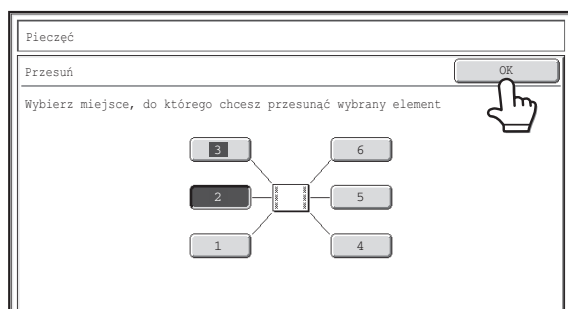 Pieczęć
Przesuń OK
Wybierz miejsce, do którego chcesz przesunąć wybrany element
3 6
2 5
1 4